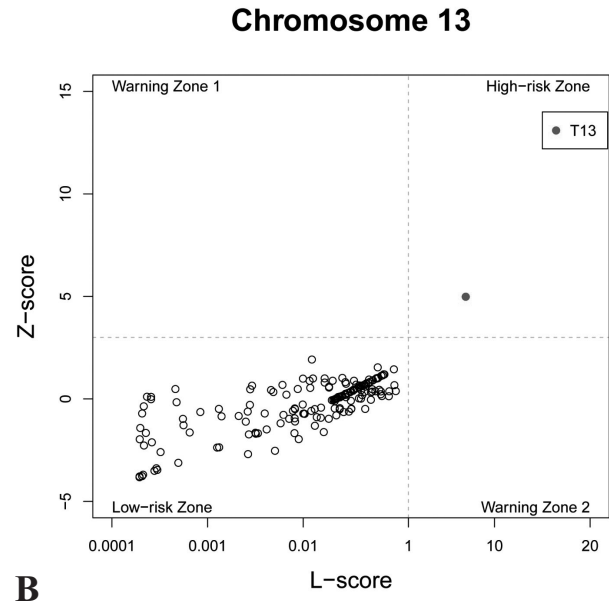 Chromosome 13
Warning Zone 1
High−risk Zone
T13
15
10
5
0
−5
Z−score
Low−risk Zone
Warning Zone 2
0.0001
0.001
0.01
1
10
20
L−score
B